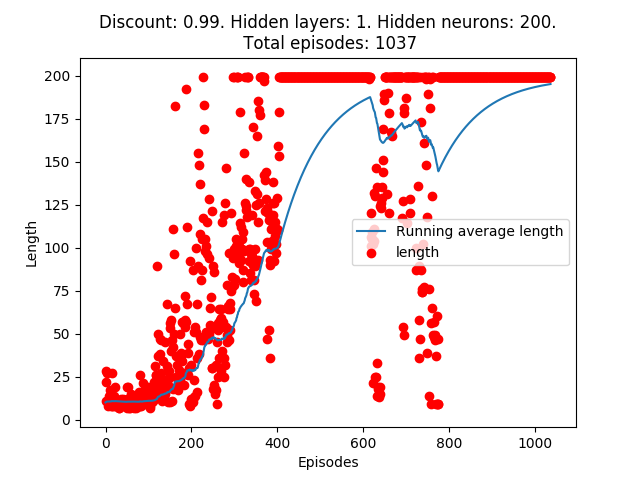 Discount: 0.99. Hidden layers: 1. Hidden neurons: 200.
Total episodes: 1037
200
175
150
125
100
75
50
25
0
Length
Running average length
length
0 200 400 600 800 1000
Episodes